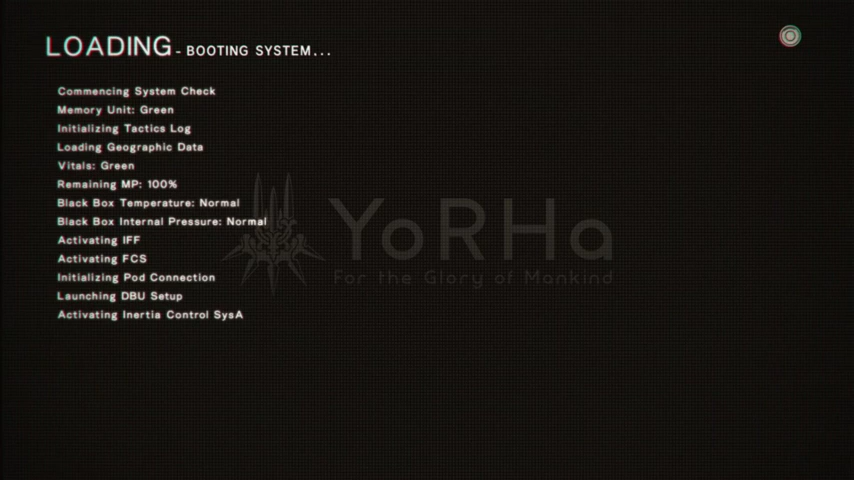 LOADING - BOOTING SYSTEM...
Commencing System Check
Memory Unit: Green
Initializing Tactics Log
Loading Geographic Data
Vitals: Green
Remaining MP: 100%
Black Box Temperature: Normal
Black Box Internal Pressure: Normal
Activating IFF
Activating FCS
Initializing Pod Connection
Launching DBU Setup
Activating Inertia Control SysA
YoRHa
For the Glory of Mankind